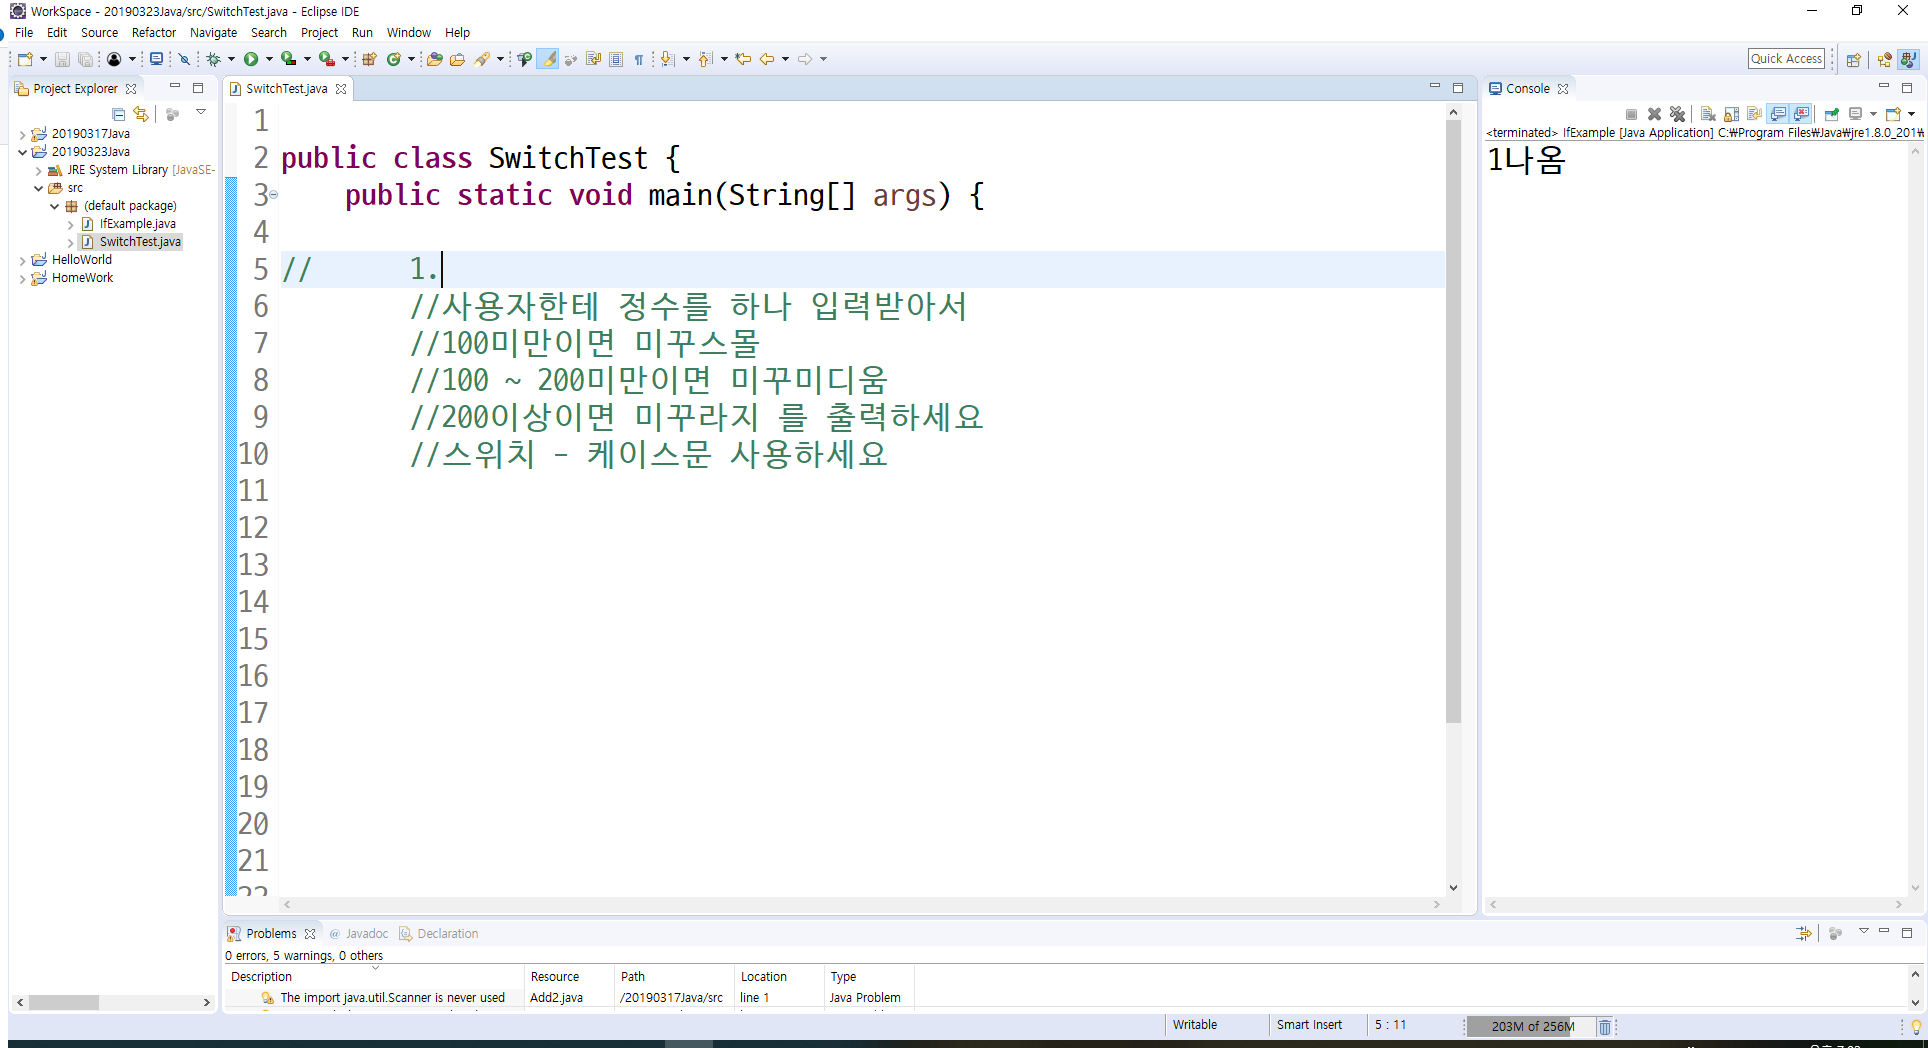 WorkSpace - 20190323Java/src/SwitchTest.java - Eclipse IDE
File Edit Source Refactor Navigate Search Project Run Window Help
Quick Access
Project Explorer
20190317Java
20190323Java
JRE System Library [JavaSE-
src
(default package)
IfExample.java
SwitchTest.java
HelloWorld
HomeWork
SwitchTest.java
1
2 public class SwitchTest {
3 public static void main(String[] args) {
4
5 // 1.
6 //사용자한테 정수를 하나 입력받아서
7 //100미만이면 미꾸스몰
8 //100 ~ 200미만이면 미꾸미디움
9 //200이상이면 미꾸라지 를 출력하세요
10 //스위치 - 케이스문 사용하세요
11
12
13
14
15
16
17
18
19
20
21
22
Console
<terminated> IfExample [Java Application] C:₩Program Files₩Java₩jre1.8.0_201₩
1나옴
Problems Javadoc Declaration
0 errors, 5 warnings, 0 others
Description Resource Path Location Type
The import java.util.Scanner is never used Add2.java /20190317Java/src line 1 Java Problem
Writable Smart Insert 5 : 11 203M of 256M